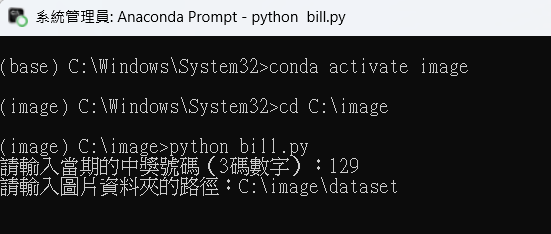 系統管理員: Anaconda Prompt - python  bill.py
(base) C:\Windows\System32>conda activate image
(image) C:\Windows\System32>cd C:\image
(image) C:\image>python bill.py
請輸入當期的中獎號碼（3碼數字）：129
請輸入圖片資料夾的路徑：C:\image\dataset